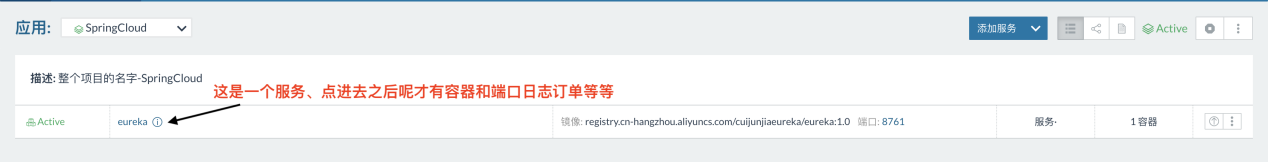 应用: SpringCloud 添加服务 Active
描述: 整个项目的名字-SpringCloud
这是一个服务、点进去之后呢才有容器和端口日志订单等等
Active eureka 镜像: registry.cn-hangzhou.aliyuncs.com/cuijunjiaeureka/eureka:1.0 端口: 8761 服务· 1 容器